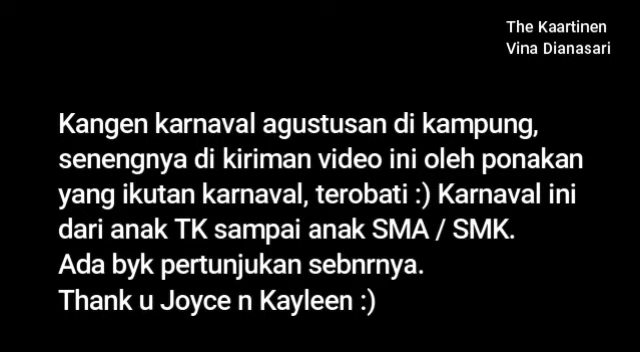 The Kaartinen
Vina Dianasari
Kangen karnaval agustusan di kampung,
senengnya di kiriman video ini oleh ponakan
yang ikutan karnaval, terobati :) Karnaval ini
dari anak TK sampai anak SMA / SMK.
Ada byk pertunjukan sebnrnya.
Thank u Joyce n Kayleen :)